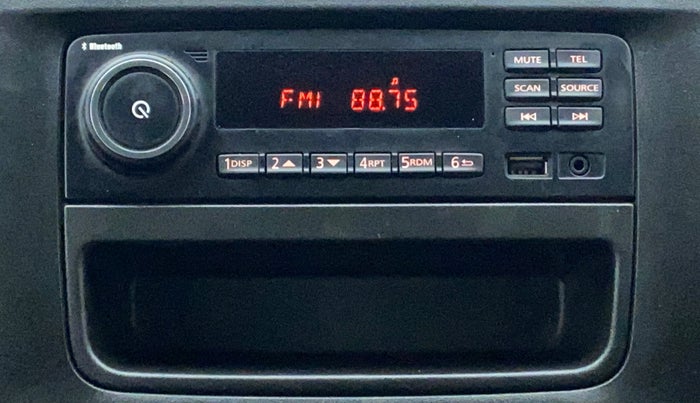 Bluetooth
FM1 88.75
MUTE TEL
SCAN SOURCE
1DISP 2 3 4RPT 5RDM 6